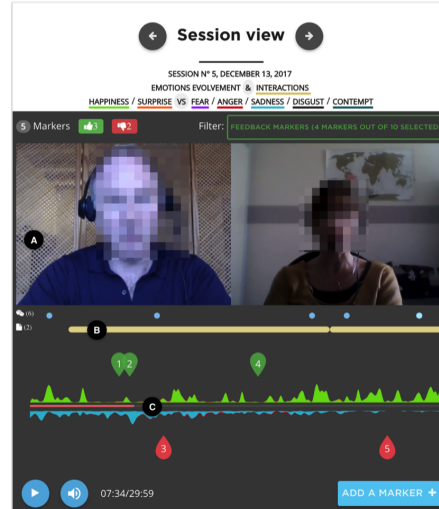 Session view
SESSION N° 5, DECEMBER 13, 2017
EMOTIONS EVOLVEMENT & INTERACTIONS
HAPPINESS / SURPRISE VS FEAR / ANGER / SADNESS / DISGUST / CONTEMPT
5 Markers 3 2 Filter: FEEDBACK MARKERS (4 MARKERS OUT OF 10 SELECTED)
A
(6)
(2) B
1 2 4
C
3 5
07:34/29:59 ADD A MARKER +